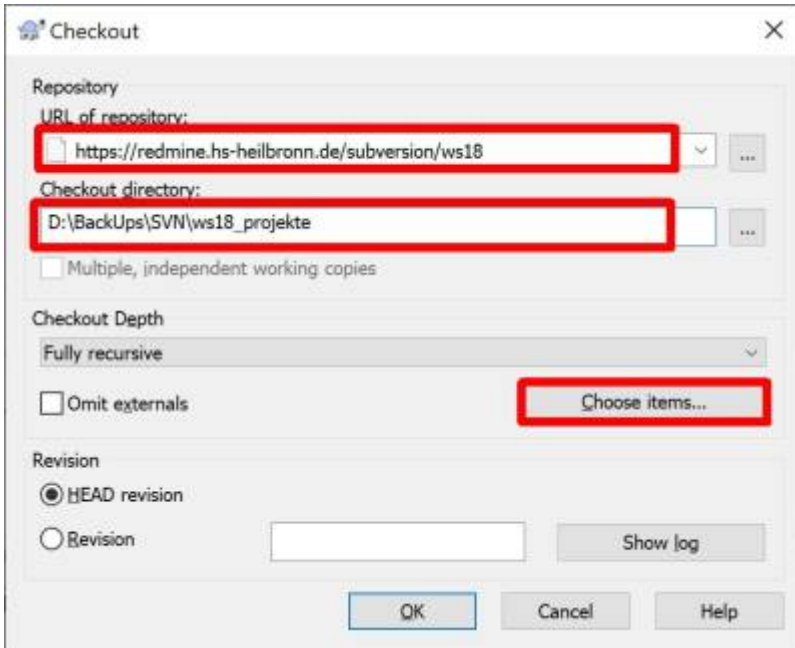 Checkout
Repository
URL of repository:
https://redmine.hs-heilbronn.de/subversion/ws18
...
Checkout directory:
D:\BackUps\SVN\ws18_projekte
...
Multiple, independent working copies
Checkout Depth
Fully recursive
Omit externals
Choose items...
Revision
HEAD revision
Revision
Show log
OK
Cancel
Help